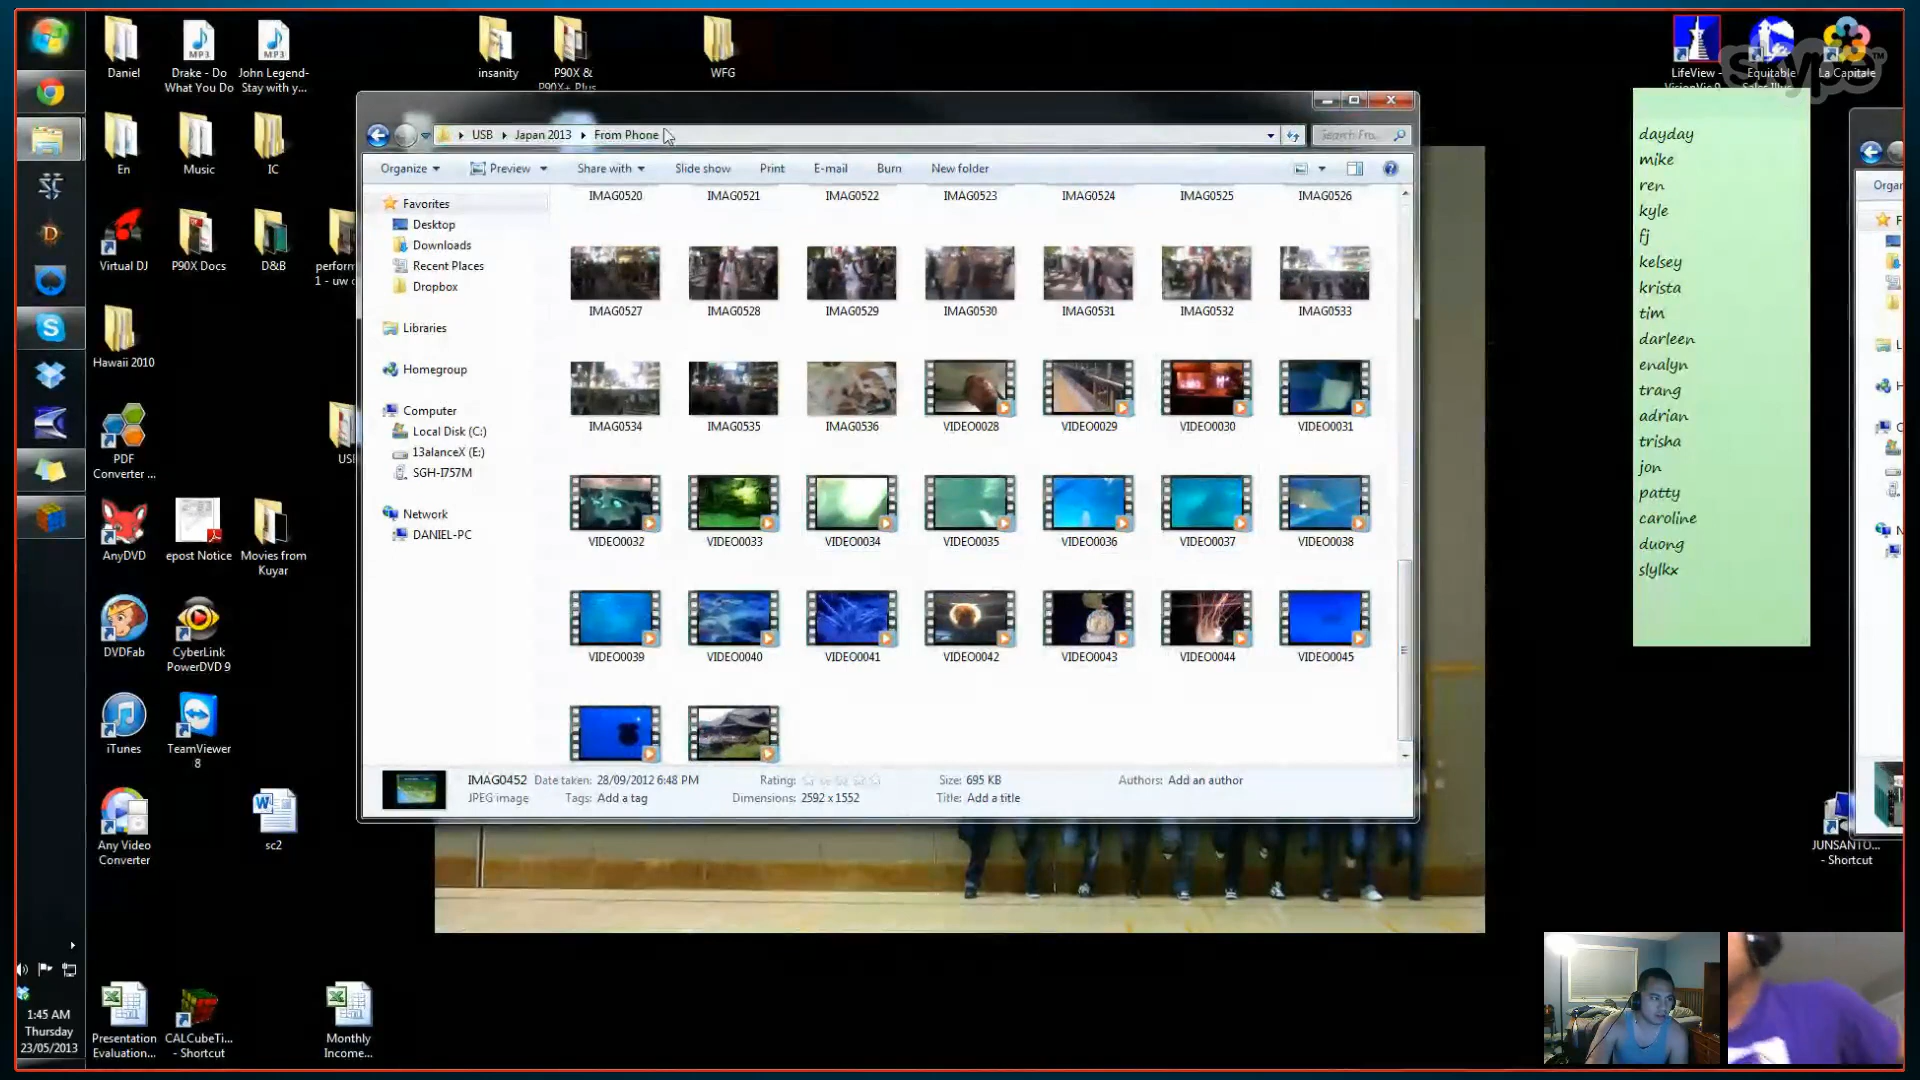 Daniel
Drake - Do
What You Do
John Legend-
Stay with y...
insanity
P90X &
P90X+ Plus
WFG
LifeView -
Equitable
La Capitale
skype™
En
Music
IC
Virtual DJ
P90X Docs
D&B
perform
1 - uw
Hawaii 2010
PDF
Converter ...
AnyDVD
epost Notice
Movies from
Kuyar
DVDFab
CyberLink
PowerDVD 9
iTunes
TeamViewer
8
Any Video
Converter
sc2
Presentation
Evaluation...
CALCubeTi...
- Shortcut
Monthly
Income...
1:45 AM
Thursday
23/05/2013
USB
Japan 2013
From Phone
Search Fro...
Organize
Preview
Share with
Slide show
Print
E-mail
Burn
New folder
Favorites
Desktop
Downloads
Recent Places
Dropbox
Libraries
Homegroup
Computer
Local Disk (C:)
13alanceX (E:)
SGH-I757M
Network
DANIEL-PC
IMAG0520
IMAG0521
IMAG0522
IMAG0523
IMAG0524
IMAG0525
IMAG0526
IMAG0527
IMAG0528
IMAG0529
IMAG0530
IMAG0531
IMAG0532
IMAG0533
IMAG0534
IMAG0535
IMAG0536
VIDEO0028
VIDEO0029
VIDEO0030
VIDEO0031
VIDEO0032
VIDEO0033
VIDEO0034
VIDEO0035
VIDEO0036
VIDEO0037
VIDEO0038
VIDEO0039
VIDEO0040
VIDEO0041
VIDEO0042
VIDEO0043
VIDEO0044
VIDEO0045
IMAG0452 Date taken: 28/09/2012 6:48 PM Rating: Size: 695 KB Authors: Add an author
JPEG image Tags: Add a tag Dimensions: 2592 x 1552 Title: Add a title
dayday
mike
ren
kyle
fj
kelsey
krista
tim
darleen
enalyn
trang
adrian
trisha
jon
patty
caroline
duong
slylkx
Orga
JUNSANTO...
- Shortcut